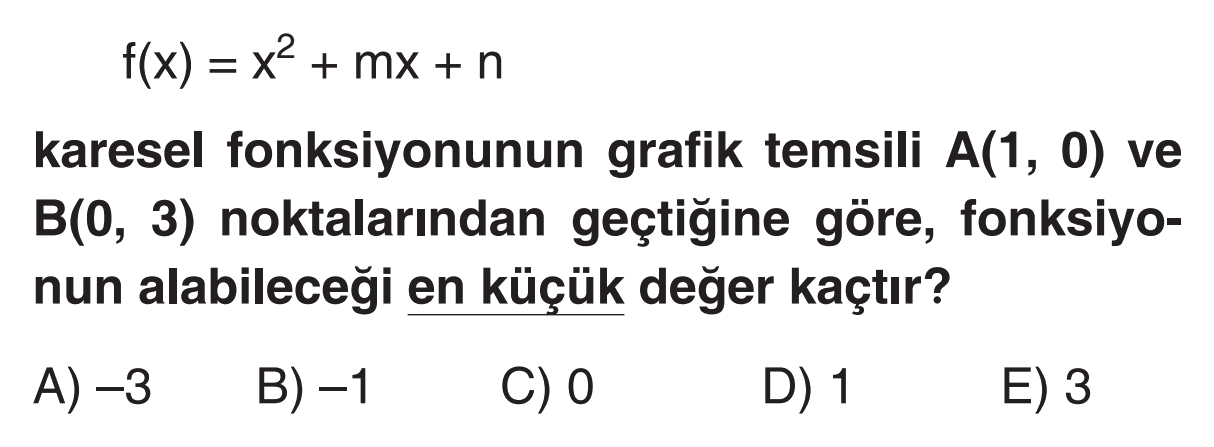 f(x) = x² + mx + n
karesel fonksiyonunun grafik temsili A(1, 0) ve
B(0, 3) noktalarından geçtiğine göre, fonksiyo-
nun alabileceği en küçük değer kaçtır?
A) –3 B) –1 C) 0 D) 1 E) 3